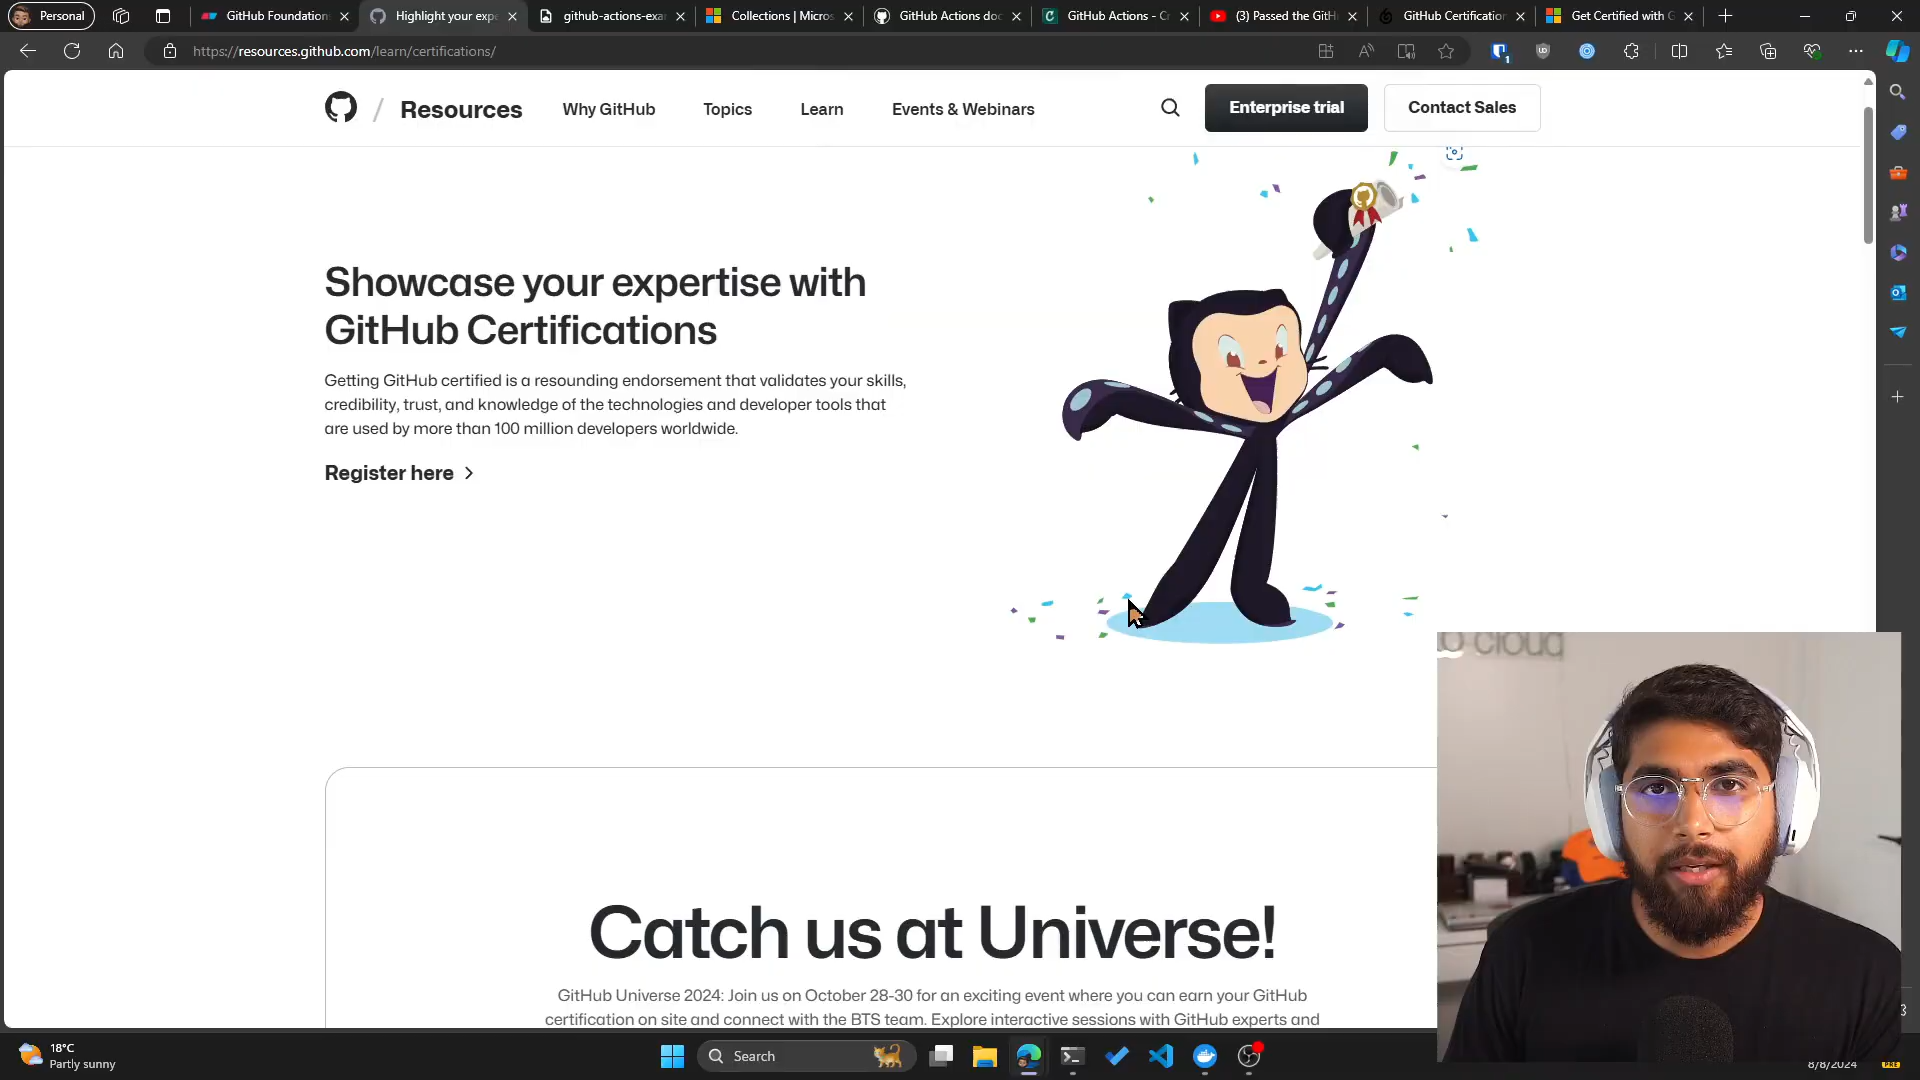 Personal
GitHub Foundation
Highlight your expe
github-actions-exa
Collections | Micros
GitHub Actions doc
GitHub Actions - Cr
(3) Passed the GitH
GitHub Certification
Get Certified with G
https://resources.github.com/learn/certifications/
/ Resources
Why GitHub
Topics
Learn
Events & Webinars
Enterprise trial
Contact Sales
Showcase your expertise with
GitHub Certifications
Getting GitHub certified is a resounding endorsement that validates your skills,
credibility, trust, and knowledge of the technologies and developer tools that
are used by more than 100 million developers worldwide.
Register here
to cloud
Catch us at Universe!
GitHub Universe 2024: Join us on October 28-30 for an exciting event where you can earn your GitHub
certification on site and connect with the BTS team. Explore interactive sessions with GitHub experts and
18°C
Partly sunny
Search
8/8/2024
PRE